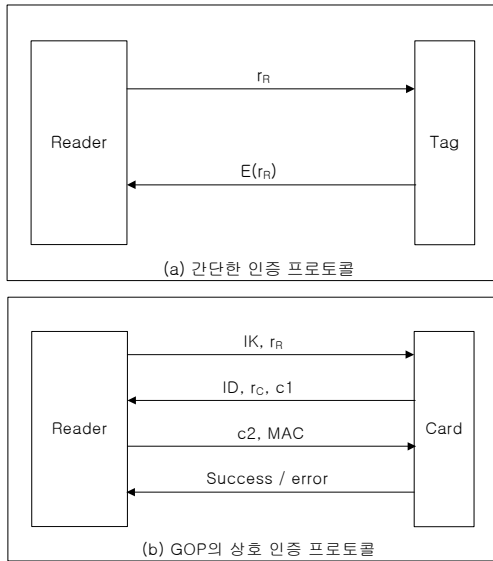 r_R
Reader
Tag
E(r_R)
(a) 간단한 인증 프로토콜
IK, r_R
ID, r_C, c1
Reader
Card
c2, MAC
Success / error
(b) GOP의 상호 인증 프로토콜